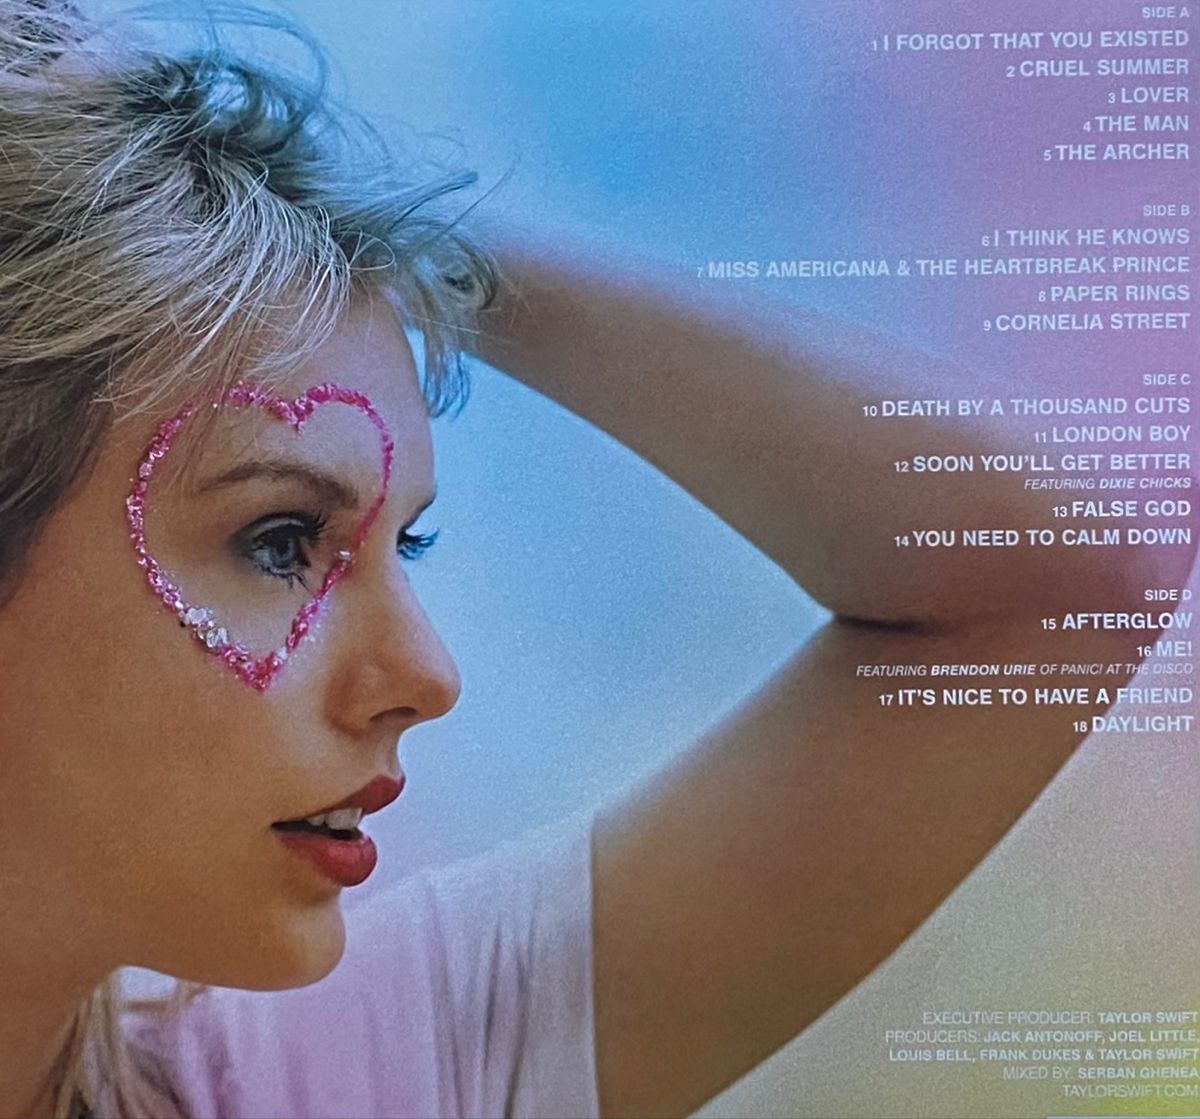 SIDE A
1 I FORGOT THAT YOU EXISTED
2 CRUEL SUMMER
3 LOVER
4 THE MAN
5 THE ARCHER
SIDE B
6 I THINK HE KNOWS
7 MISS AMERICANA & THE HEARTBREAK PRINCE
8 PAPER RINGS
9 CORNELIA STREET
SIDE C
10 DEATH BY A THOUSAND CUTS
11 LONDON BOY
12 SOON YOU'LL GET BETTER
FEATURING DIXIE CHICKS
13 FALSE GOD
14 YOU NEED TO CALM DOWN
SIDE D
15 AFTERGLOW
16 ME!
FEATURING BRENDON URIE OF PANIC! AT THE DISCO
17 IT'S NICE TO HAVE A FRIEND
18 DAYLIGHT
EXECUTIVE PRODUCER: TAYLOR SWIFT
PRODUCERS: JACK ANTONOFF, JOEL LITTLE,
LOUIS BELL, FRANK DUKES & TAYLOR SWIFT
MIXED BY: SERBAN GHENEA
TAYLORSWIFT.COM